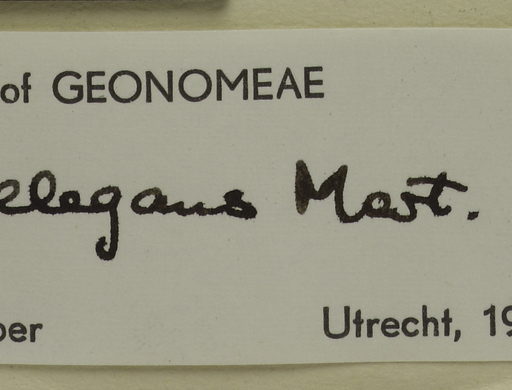 of GEONOMEAE
elegans Mart.
ber
Utrecht, 19